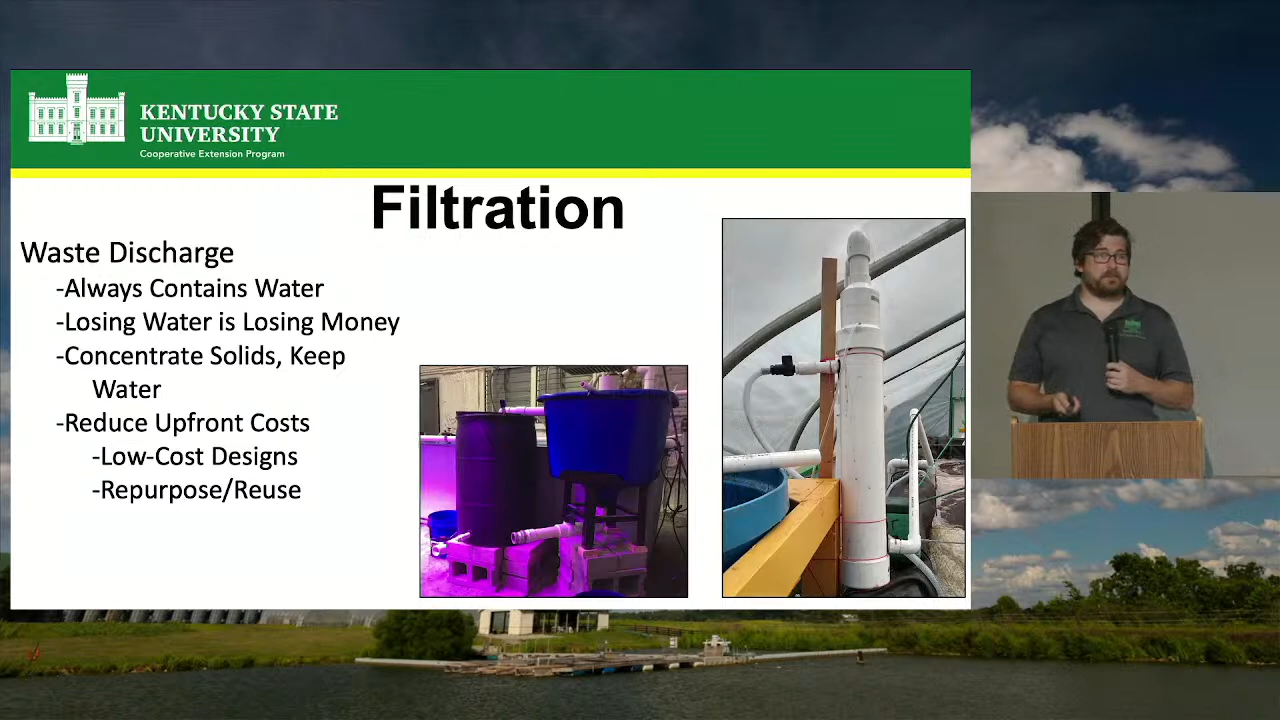 KENTUCKY STATE
UNIVERSITY
Cooperative Extension Program
Filtration
Waste Discharge
-Always Contains Water
-Losing Water is Losing Money
-Concentrate Solids, Keep
Water
-Reduce Upfront Costs
-Low-Cost Designs
-Repurpose/Reuse